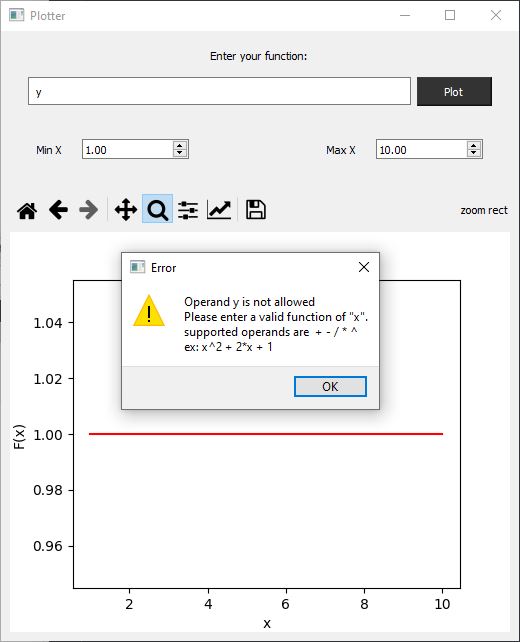 Plotter
Enter your function:
y
Plot
Min X
1.00
Max X
10.00
zoom rect
Error
Operand y is not allowed
Please enter a valid function of "x".
supported operands are + - / * ^
ex: x^2 + 2*x + 1
OK
1.04
1.02
1.00
0.98
0.96
F(x)
2 4 6 8 10
x